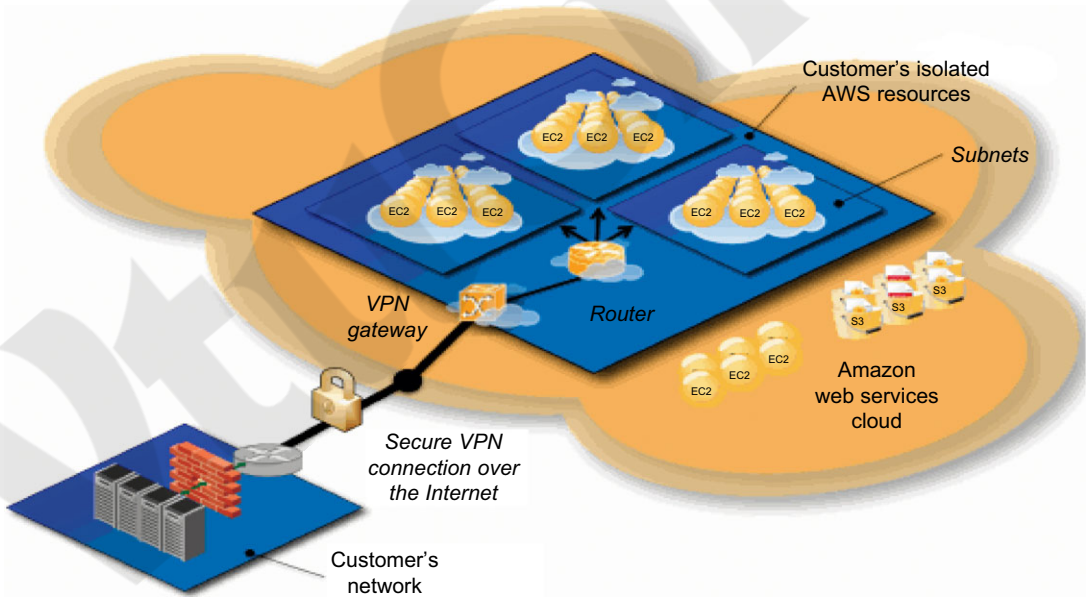 Customer's isolated
AWS resources
Subnets
EC2 EC2 EC2
EC2 EC2 EC2
EC2 EC2 EC2
VPN
gateway
Router
S3
S3
S3
EC2
EC2
EC2
Amazon
web services
cloud
Secure VPN
connection over
the Internet
Customer's
network